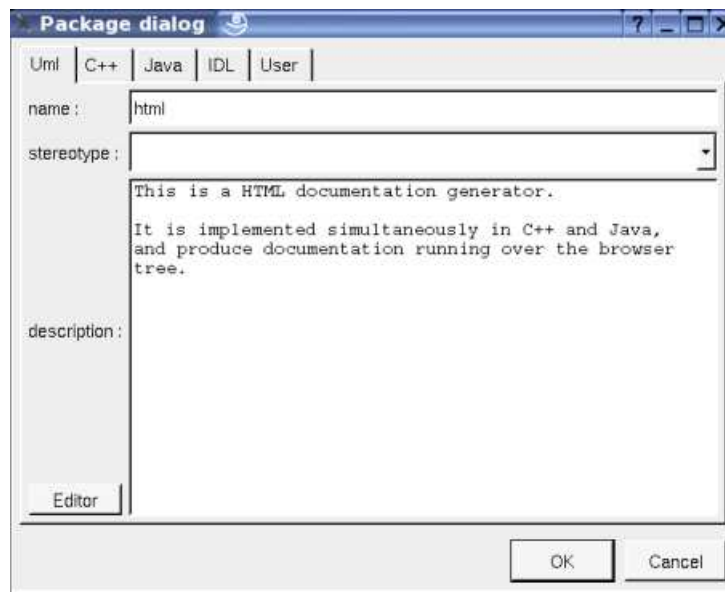 Package dialog
Uml C++ Java IDL User
name : html
stereotype :
This is a HTML documentation generator.
It is implemented simultaneously in C++ and Java,
and produce documentation running over the browser
tree.
description :
Editor
OK Cancel